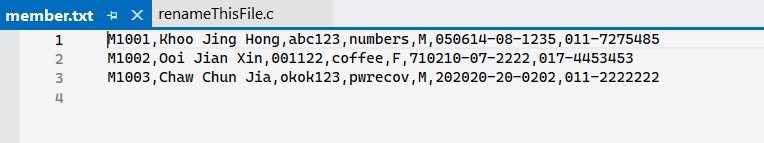 member.txt renameThisFile.c
1 M1001,Khoo Jing Hong,abc123,numbers,M,050614-08-1235,011-7275485
2 M1002,Ooi Jian Xin,001122,coffee,F,710210-07-2222,017-4453453
3 M1003,Chaw Chun Jia,okok123,pwrecov,M,202020-20-0202,011-2222222
4